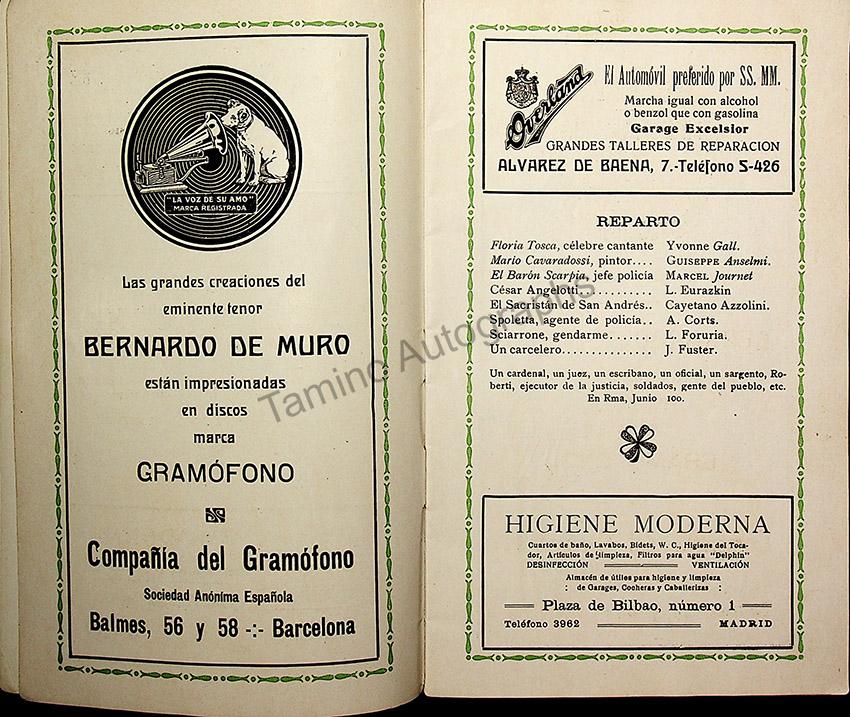 "LA VOZ DE SU AMO"
MARCA REGISTRADA
Las grandes creaciones del
eminente tenor
BERNARDO DE MURO
están impresionadas
en discos
marca
GRAMÓFONO
Compañía del Gramófono
Sociedad Anónima Española
Balmes, 56 y 58 -:- Barcelona
Overland
El Automóvil preferido por SS. MM.
Marcha igual con alcohol
o benzol que con gasolina
Garage Excelsior
GRANDES TALLERES DE REPARACION
ALVAREZ DE BAENA, 7.-Teléfono S-426
REPARTO
Floria Tosca, célebre cantante Yvonne Gall.
Mario Cavaradossi, pintor.... GUISEPPE Anselmi.
El Barón Scarpia, jefe policía MARCEL Journet
César Angelotti.......... L. Eurazkin
El Sacristán de San Andrés.. Cayetano Azzolini.
Spoletta, agente de policía.. A. Corts.
Sciarrone, gendarme....... L. Foruria.
Un carcelero.............. J. Fuster.
Un cardenal, un juez, un escribano, un oficial, un sargento, Ro-
berti, ejecutor de la justicia, soldados, gente del pueblo, etc.
En Rma, Junio 100.
HIGIENE MODERNA
Cuartos de baño, Lavabos, Bidets, W. C., Higiene del Toca-
dor, Artículos de limpieza, Filtros para agua "Delphin"
DESINFECCIÓN VENTILACIÓN
Almacén de útiles para higiene y limpieza
: de Garages, Cocheras y Caballerizas :
Plaza de Bilbao, número 1
Teléfono 3962 MADRID
Tamino Autographs